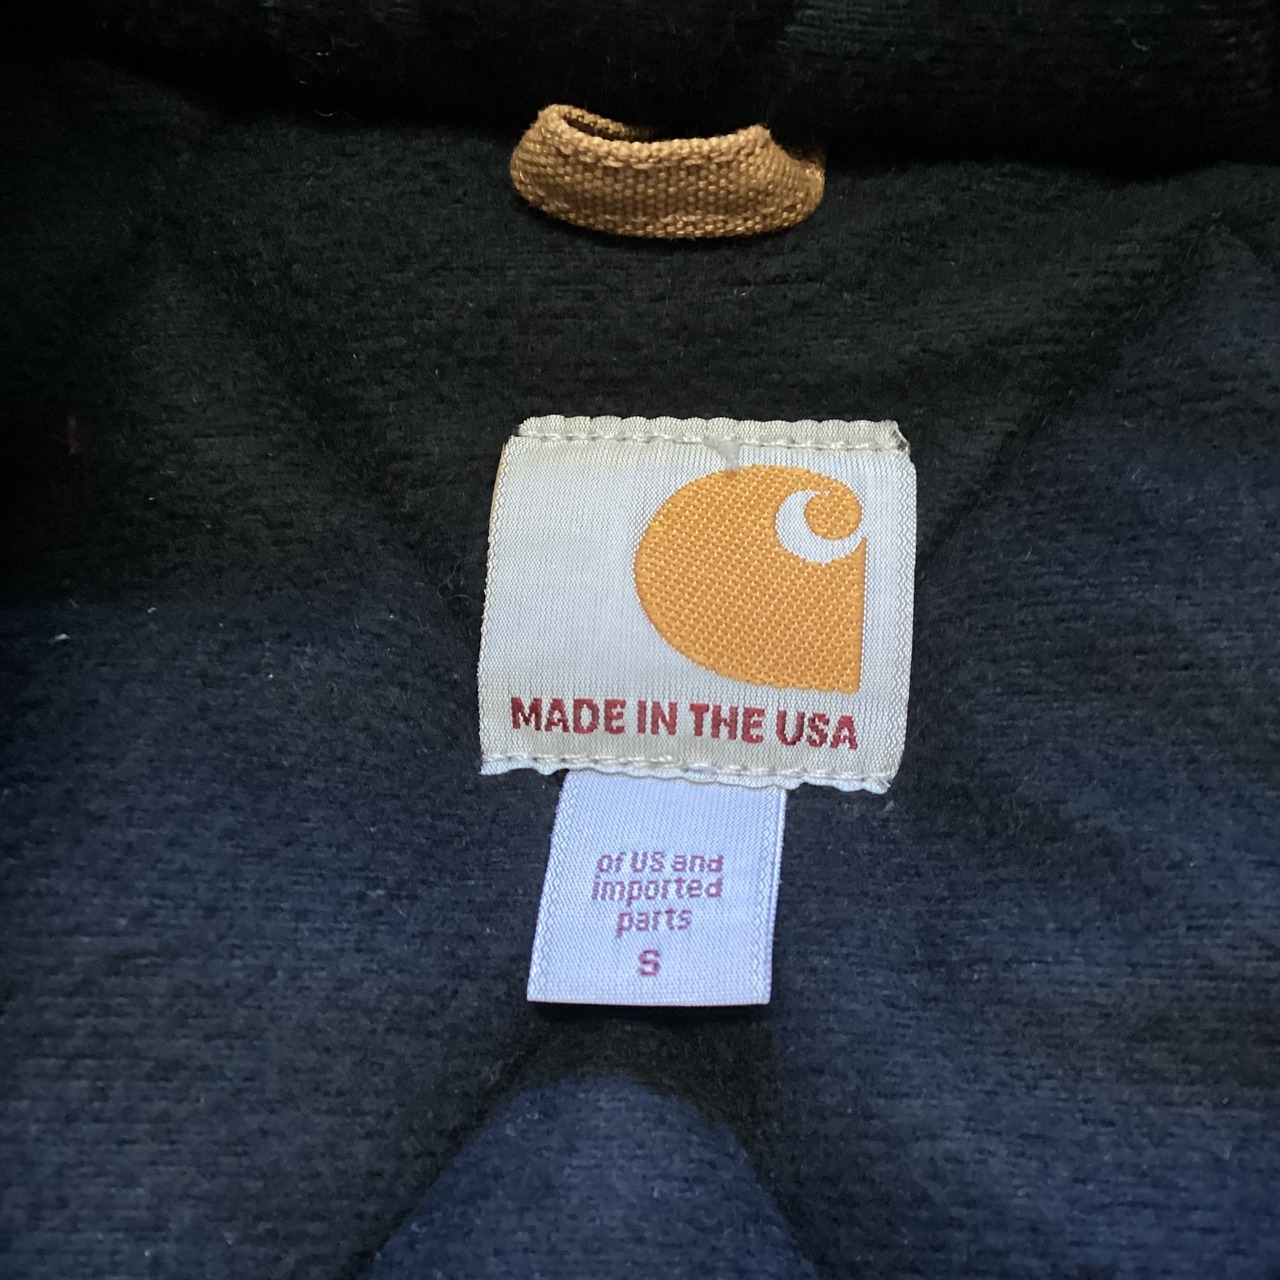 MADE IN THE USA
of US and
imported
parts
S